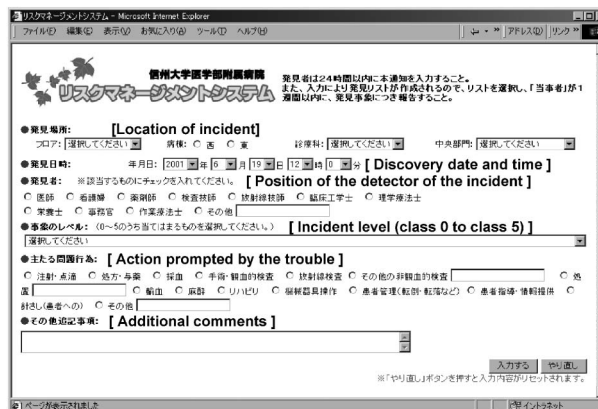 リスクマネージメントシステム - Microsoft Internet Explorer
ファイル(F) 編集(E) 表示(V) お気に入り(A) ツール(T) ヘルプ(H) アドレス(D) リンク »
信州大学医学部附属病院
リスクマネージメントシステム
発見者は24時間以内に本通知を入力すること。
また、入力により発見リストが作成されるので、リストを選択し、「当事者」が1
週間以内に、発見事象につき報告すること。
●発見場所: [Location of incident]
フロア: 選択してください 病棟: 西 東 診療科: 選択してください 中央部門: 選択してください
●発見日時: 年月日: 2001 年 6 月 19 日 12 時 0 分 [ Discovery date and time ]
●発見者: ※該当するものにチェックを入れてください。 [ Position of the detector of the incident ]
医師 看護婦 薬剤師 検査技師 放射線技師 臨床工学士 理学療法士
栄養士 事務官 作業療法士 その他
●事象のレベル: (0~5のうち当てはまるものを選択してください。) [ Incident level (class 0 to class 5) ]
選択してください
●主たる問題行為: [ Action prompted by the trouble ]
注射・点滴 処方・与薬 採血 手術・観血的検査 放射線検査 その他の非観血的検査 処
置 輸血 麻酔 リハビリ 機械器具操作 患者管理(転倒・転落など) 患者指導・情報提供
針さし(患者への) その他
●その他追記事項: [ Additional comments ]
入力する やり直し
※「やり直し」ボタンを押すと入力内容がリセットされます。
ページが表示されました イントラネット